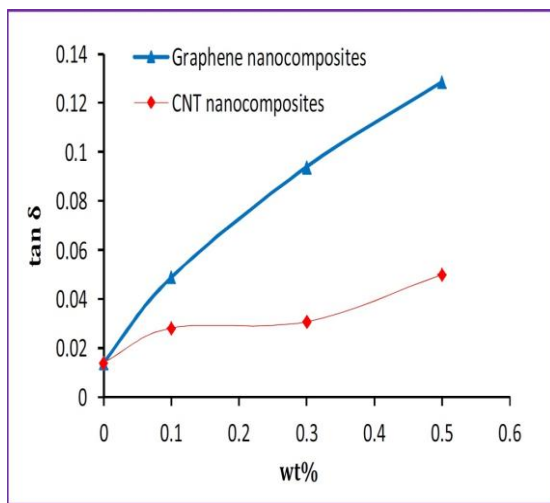 0.14
Graphene nanocomposites
0.12
CNT nanocomposites
0.1
0.08
tan δ
0.06
0.04
0.02
0
0 0.1 0.2 0.3 0.4 0.5 0.6
wt%